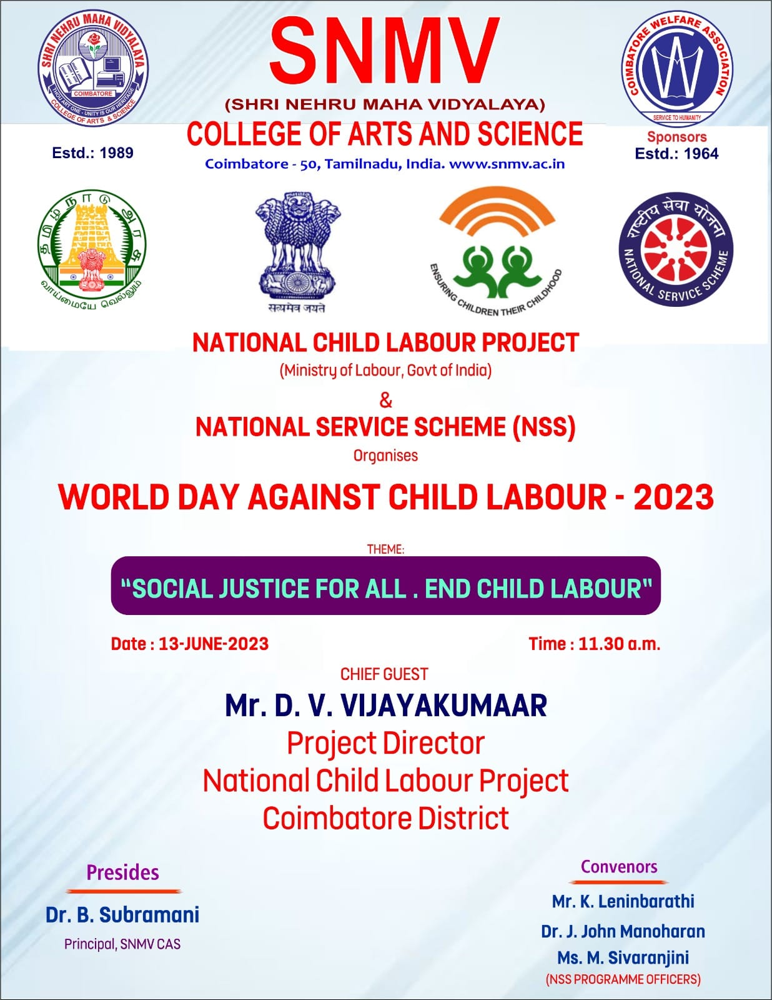 SHRI NEHRU MAHA VIDYALAYA
COIMBATORE
THOU ART ONE - UNITY IS OUR HERITAGE
COLLEGE OF ARTS & SCIENCE
Estd.: 1989
SNMV
(SHRI NEHRU MAHA VIDYALAYA)
COLLEGE OF ARTS AND SCIENCE
Coimbatore - 50, Tamilnadu, India. www.snmv.ac.in
COIMBATORE WELFARE ASSOCIATION
SERVICE TO HUMANITY
Sponsors
Estd.: 1964
தமிழ்நாடு அரசு
வாய்மையே வெல்லும்
सत्यमेव जयते
ENSURING CHILDREN THEIR CHILDHOOD
राष्ट्रीय सेवा योजना
NATIONAL SERVICE SCHEME
NATIONAL CHILD LABOUR PROJECT
(Ministry of Labour, Govt of India)
&
NATIONAL SERVICE SCHEME (NSS)
Organises
WORLD DAY AGAINST CHILD LABOUR - 2023
THEME:
“SOCIAL JUSTICE FOR ALL . END CHILD LABOUR"
Date : 13-JUNE-2023
Time : 11.30 a.m.
CHIEF GUEST
Mr. D. V. VIJAYAKUMAAR
Project Director
National Child Labour Project
Coimbatore District
Presides
Dr. B. Subramani
Principal, SNMV CAS
Convenors
Mr. K. Leninbarathi
Dr. J. John Manoharan
Ms. M. Sivaranjini
(NSS PROGRAMME OFFICERS)